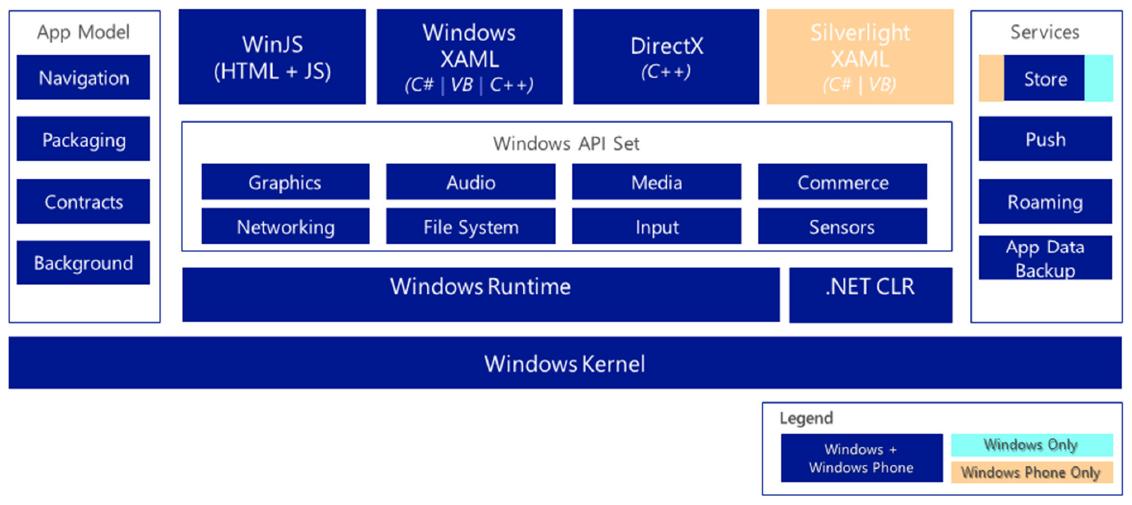 App Model
Navigation
Packaging
Contracts
Background
WinJS
(HTML + JS)
Windows
XAML
(C# | VB | C++)
DirectX
(C++)
Silverlight
XAML
(C# | VB)
Windows API Set
Graphics
Audio
Media
Commerce
Networking
File System
Input
Sensors
Windows Runtime
.NET CLR
Services
Store
Push
Roaming
App Data
Backup
Windows Kernel
Legend
Windows +
Windows Phone
Windows Only
Windows Phone Only